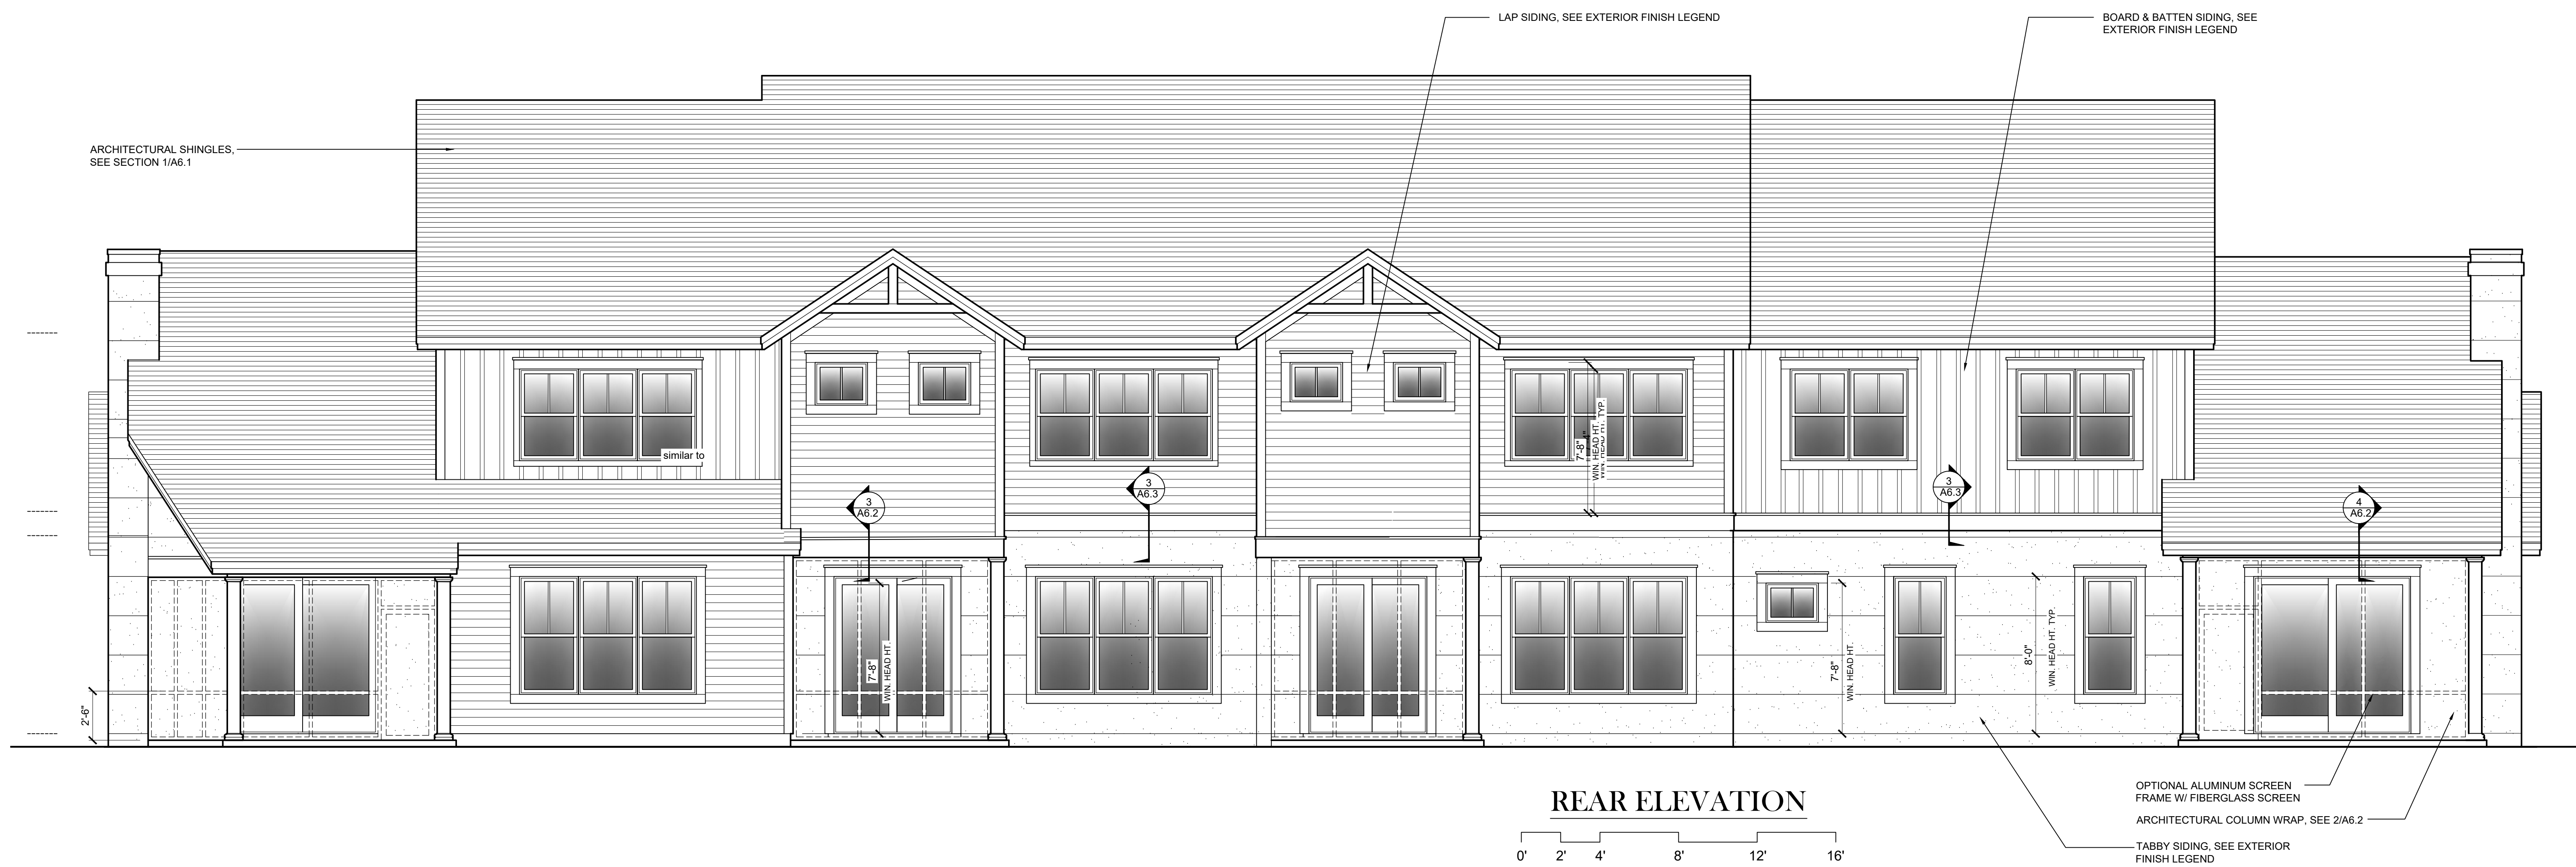 LAP SIDING, SEE EXTERIOR FINISH LEGEND
BOARD & BATTEN SIDING, SEE
EXTERIOR FINISH LEGEND
ARCHITECTURAL SHINGLES,
SEE SECTION 1/A6.1
similar to
7'-8"
WIN. HEAD HT.
WIN. HEAD HT. TYP.
3
A6.2
3
A6.3
3
A6.3
4
A6.2
2'-6"
7'-8"
WIN. HEAD HT.
7'-8"
WIN. HEAD HT.
8'-0"
WIN. HEAD HT. TYP.
OPTIONAL ALUMINUM SCREEN
FRAME W/ FIBERGLASS SCREEN
ARCHITECTURAL COLUMN WRAP, SEE 2/A6.2
TABBY SIDING, SEE EXTERIOR
FINISH LEGEND
REAR ELEVATION
0' 2' 4' 8' 12' 16'